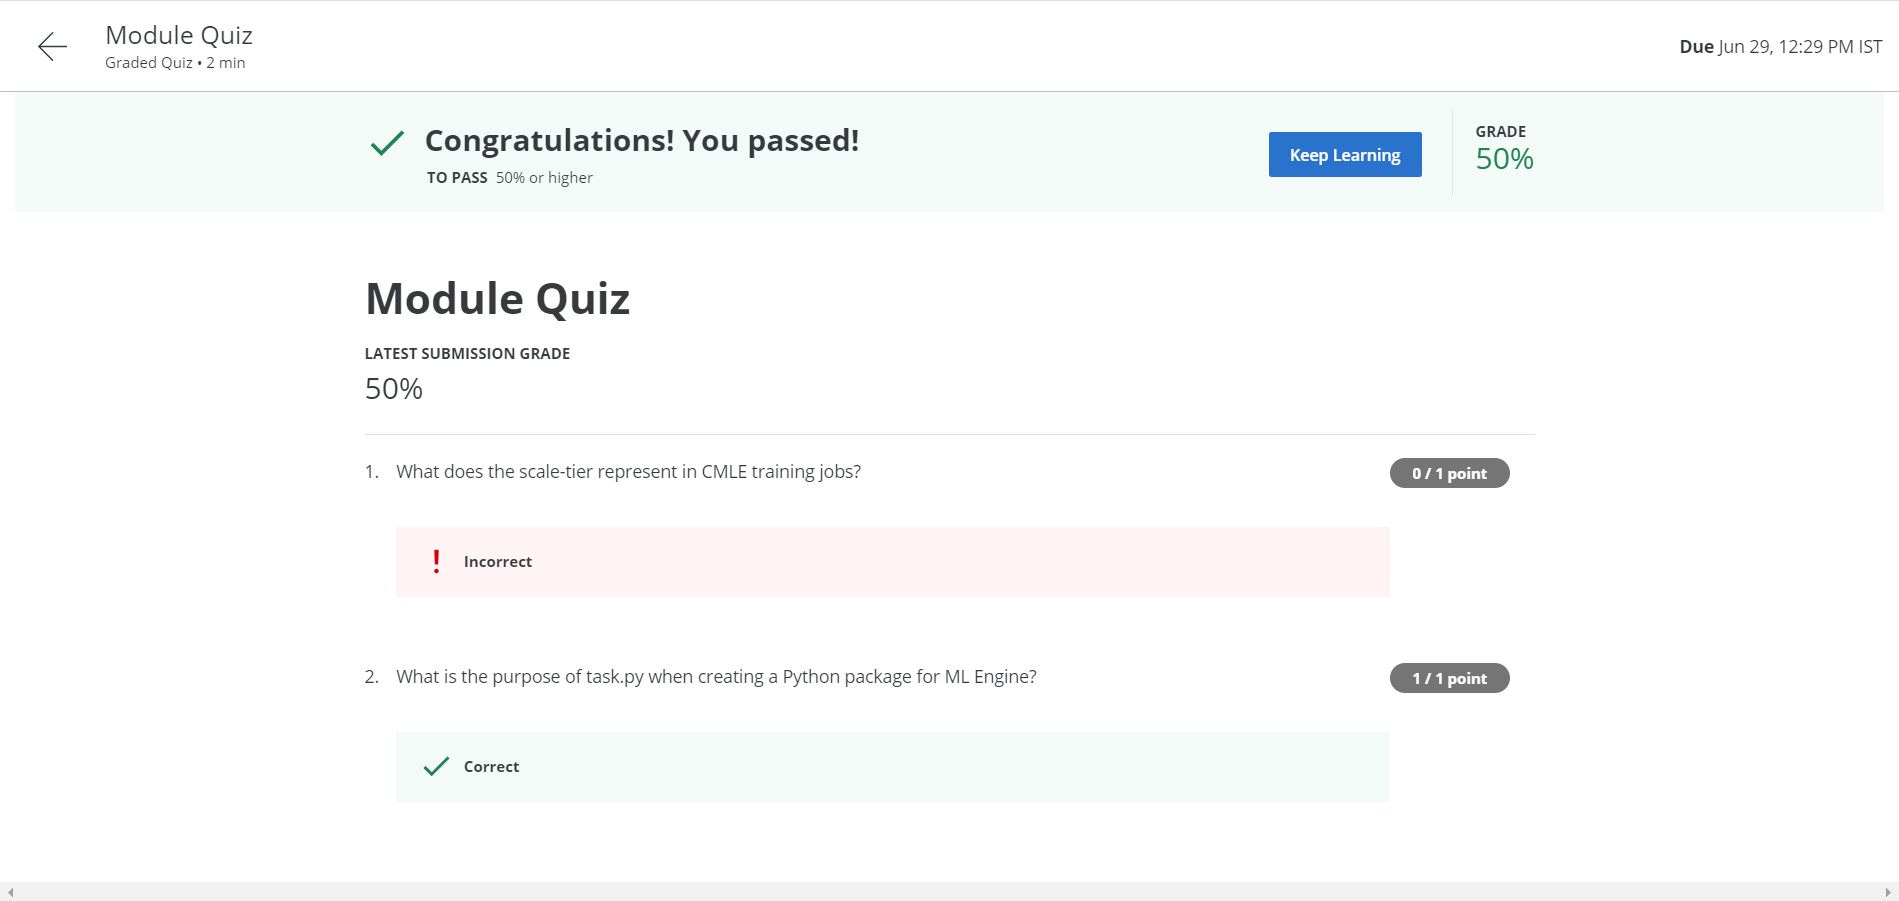 Module Quiz
Graded Quiz • 2 min
Due Jun 29, 12:29 PM IST
Congratulations! You passed!
TO PASS 50% or higher
Keep Learning
GRADE
50%
Module Quiz
LATEST SUBMISSION GRADE
50%
1. What does the scale-tier represent in CMLE training jobs?
0 / 1 point
! Incorrect
2. What is the purpose of task.py when creating a Python package for ML Engine?
1 / 1 point
Correct